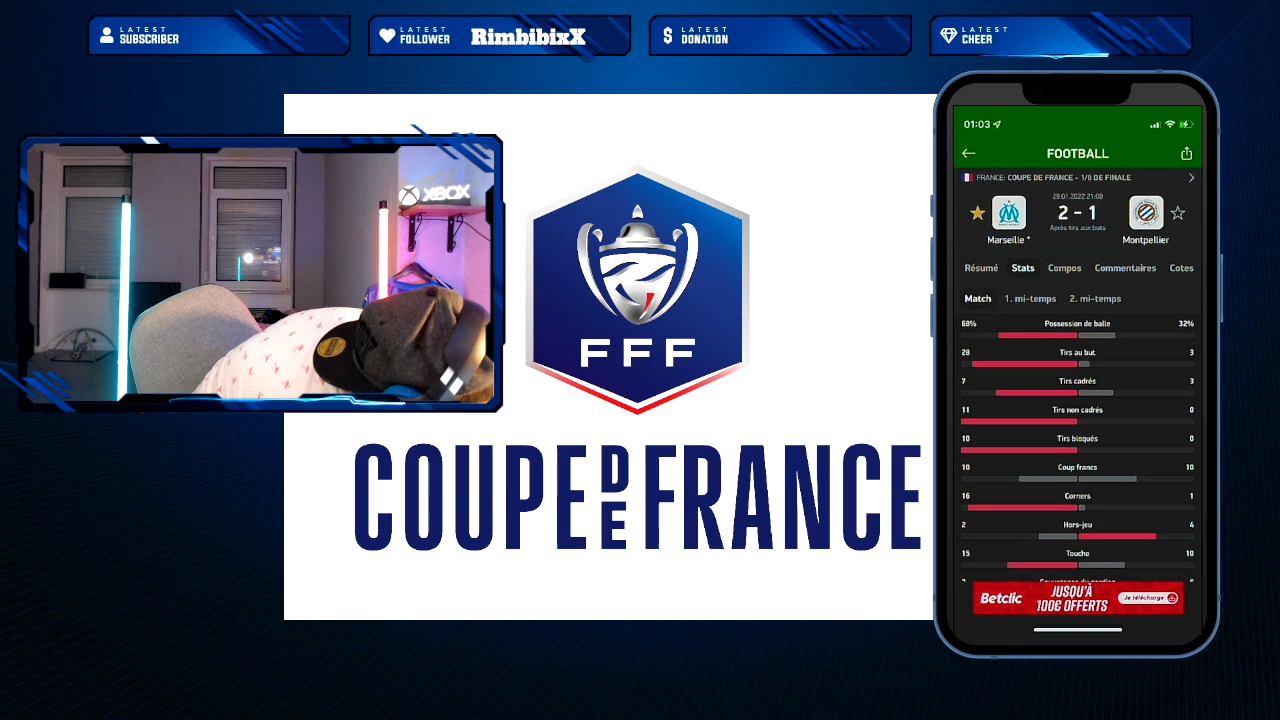 LATEST
SUBSCRIBER
LATEST
FOLLOWER
RimbibixX
LATEST
DONATION
LATEST
CHEER
XBOX
FFF
COUPE DE FRANCE
01:03
FOOTBALL
FRANCE: COUPE DE FRANCE - 1/8 DE FINALE
29.01.2022 21:00
2 - 1
Après tirs aux buts
Marseille * Montpellier
Résumé Stats Compos Commentaires Cotes
Match 1. mi-temps 2. mi-temps
68% Possession de balle 32%
28 Tirs au but 3
7 Tirs cadrés 3
11 Tirs non cadrés 0
10 Tirs bloqués 0
10 Coup francs 10
16 Corners 1
2 Hors-jeu 4
15 Touche 10
Betclic
JUSQU'À
100€ OFFERTS
Je télécharge